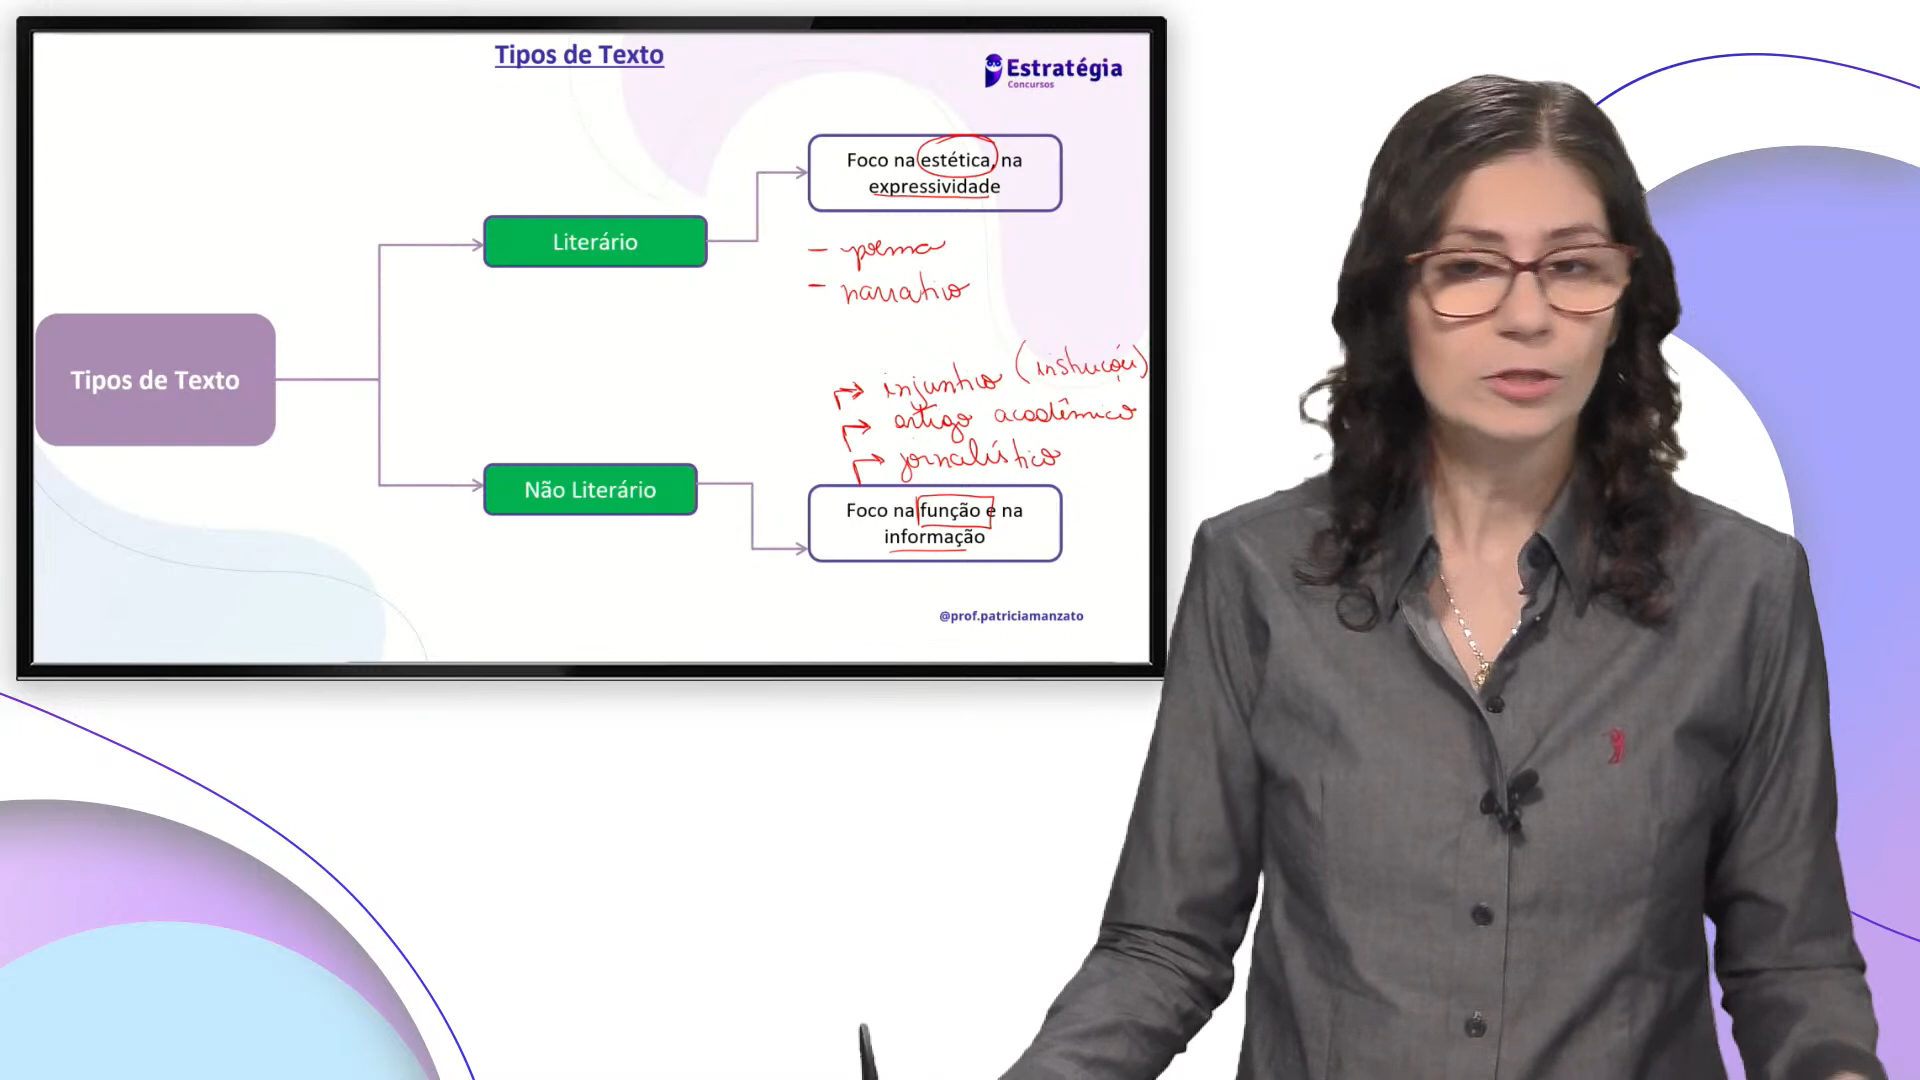 Tipos de Texto
Estratégia
Concursos
Foco na estética, na
expressividade
Literário
- poema
- narrativo
Tipos de Texto
injuntivo (instruções)
artigo acadêmico
jornalístico
Não Literário
Foco na função e na
informação
@prof.patriciamanzato